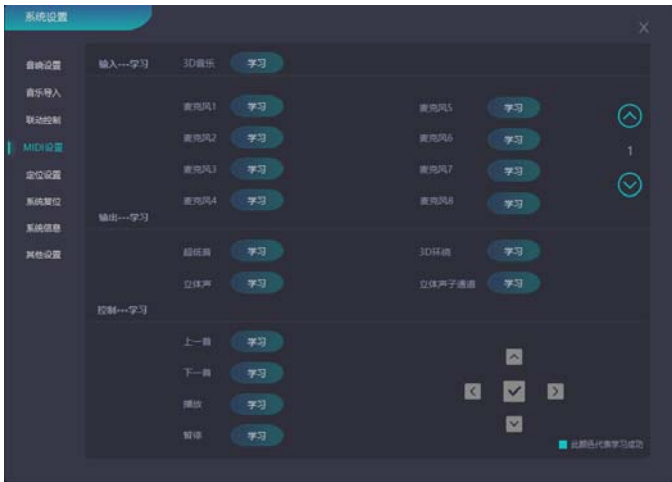 系统设置
音响设置
音乐导入
联动控制
MIDI设置
定位设置
系统复位
系统信息
其他设置
输入---学习 3D音乐 学习
麦克风1 学习 麦克风5 学习
麦克风2 学习 麦克风6 学习
麦克风3 学习 麦克风7 学习
麦克风4 学习 麦克风8 学习
1
输出---学习
超低音 学习 3D环绕 学习
立体声 学习 立体声子通道 学习
控制---学习
上一首 学习
下一首 学习
播放 学习
暂停 学习
此颜色代表学习成功